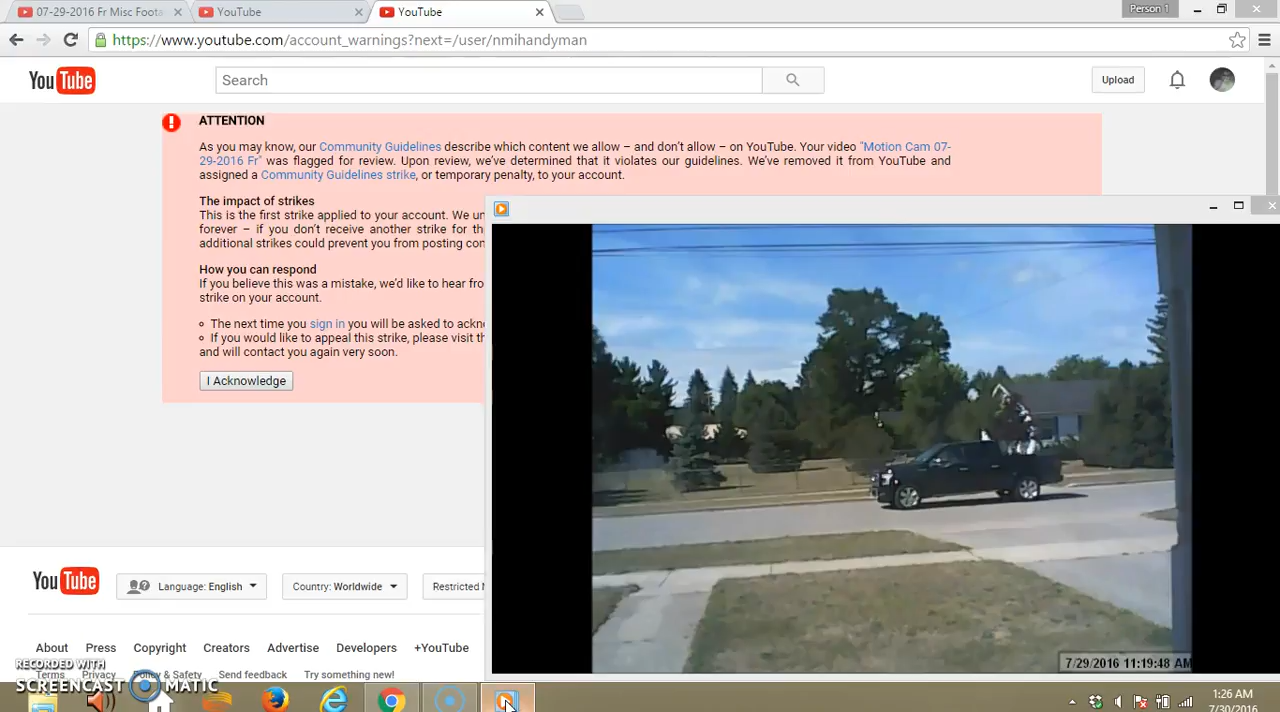 07-29-2016 Fr Misc Foota
YouTube
YouTube
Person 1
https://www.youtube.com/account_warnings?next=/user/nmihandyman
YouTube
Search
Upload
ATTENTION
As you may know, our Community Guidelines describe which content we allow – and don't allow – on YouTube. Your video "Motion Cam 07-
29-2016 Fr" was flagged for review. Upon review, we've determined that it violates our guidelines. We've removed it from YouTube and
assigned a Community Guidelines strike, or temporary penalty, to your account.
The impact of strikes
This is the first strike applied to your account. We un
forever – if you don't receive another strike for th
additional strikes could prevent you from posting con
How you can respond
If you believe this was a mistake, we'd like to hear fro
strike on your account.
The next time you sign in you will be asked to ackno
If you would like to appeal this strike, please visit th
and will contact you again very soon.
I Acknowledge
7/29/2016 11:19:48 AM
YouTube
Language: English
Country: Worldwide
Restricted M
About Press Copyright Creators Advertise Developers +YouTube
Terms Privacy Policy & Safety Send feedback Try something new!
RECORDED WITH
SCREENCAST MATIC
1:26 AM
7/30/2016